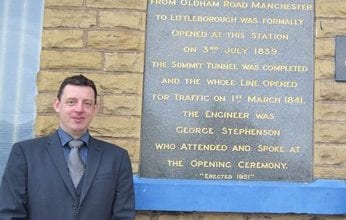 from Oldham Road Manchester
to Littleborough was formally
Opened at this Station
on 3rd July 1839.
The Summit Tunnel was completed
and the whole Line Opened
for Traffic on 1st March 1841.
The Engineer was
George Stephenson
who Attended and Spoke at
the Opening Ceremony.
"Erected 1951"